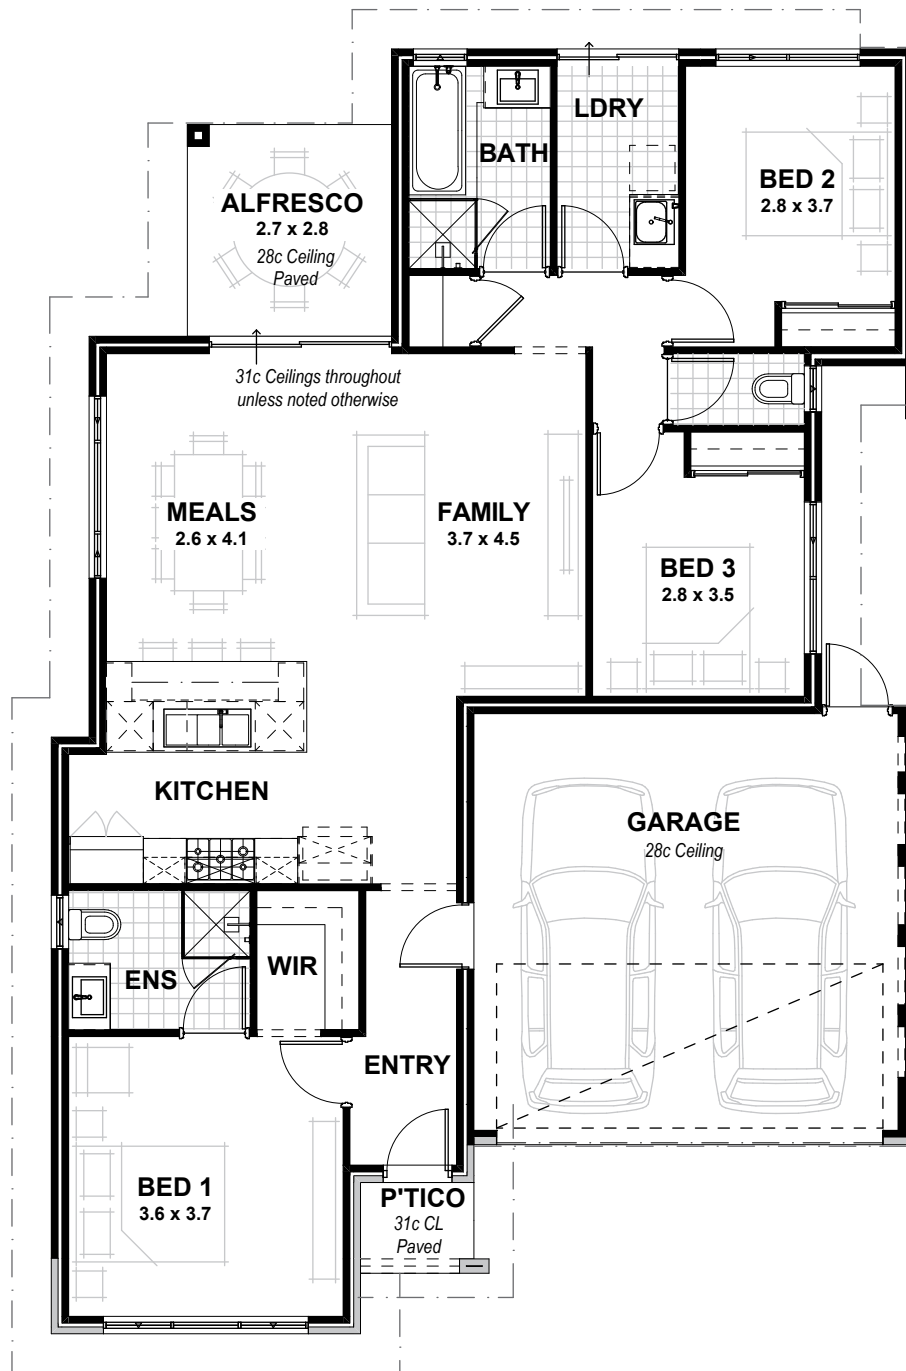 LDRY
BATH
BED 2
2.8 x 3.7
ALFRESCO
2.7 x 2.8
28c Ceiling
Paved
31c Ceilings throughout
unless noted otherwise
MEALS
2.6 x 4.1
FAMILY
3.7 x 4.5
BED 3
2.8 x 3.5
KITCHEN
GARAGE
28c Ceiling
ENS
WIR
ENTRY
BED 1
3.6 x 3.7
P'TICO
31c CL
Paved